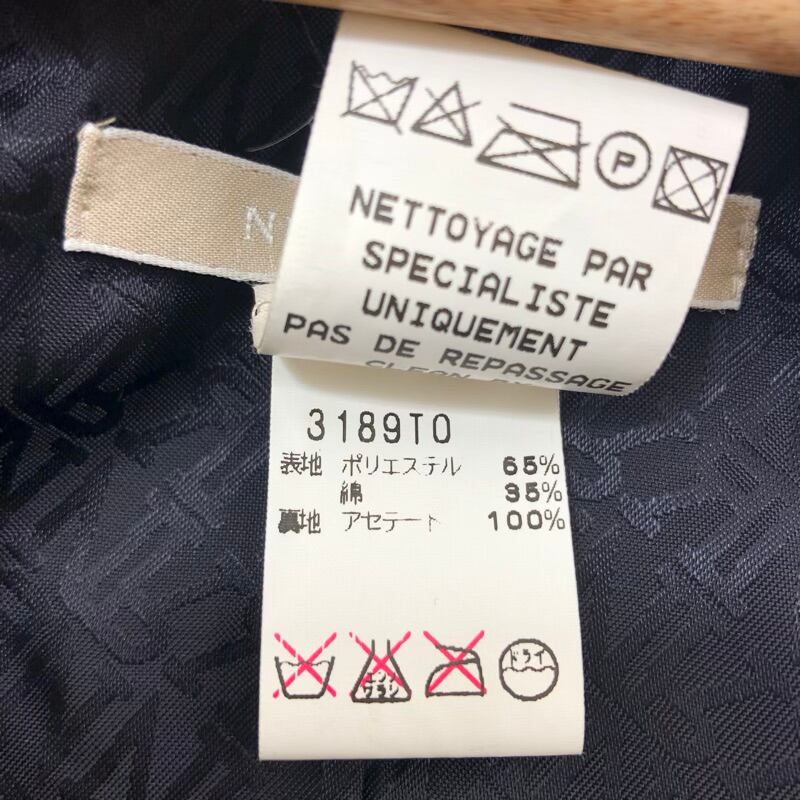 P
NETTOYAGE PAR
SPECIALISTE
UNIQUEMENT
PAS DE REPASSAGE
3189T0
表地 ポリエステル 65%
綿 35%
裏地 アセテート 100%
ドライ